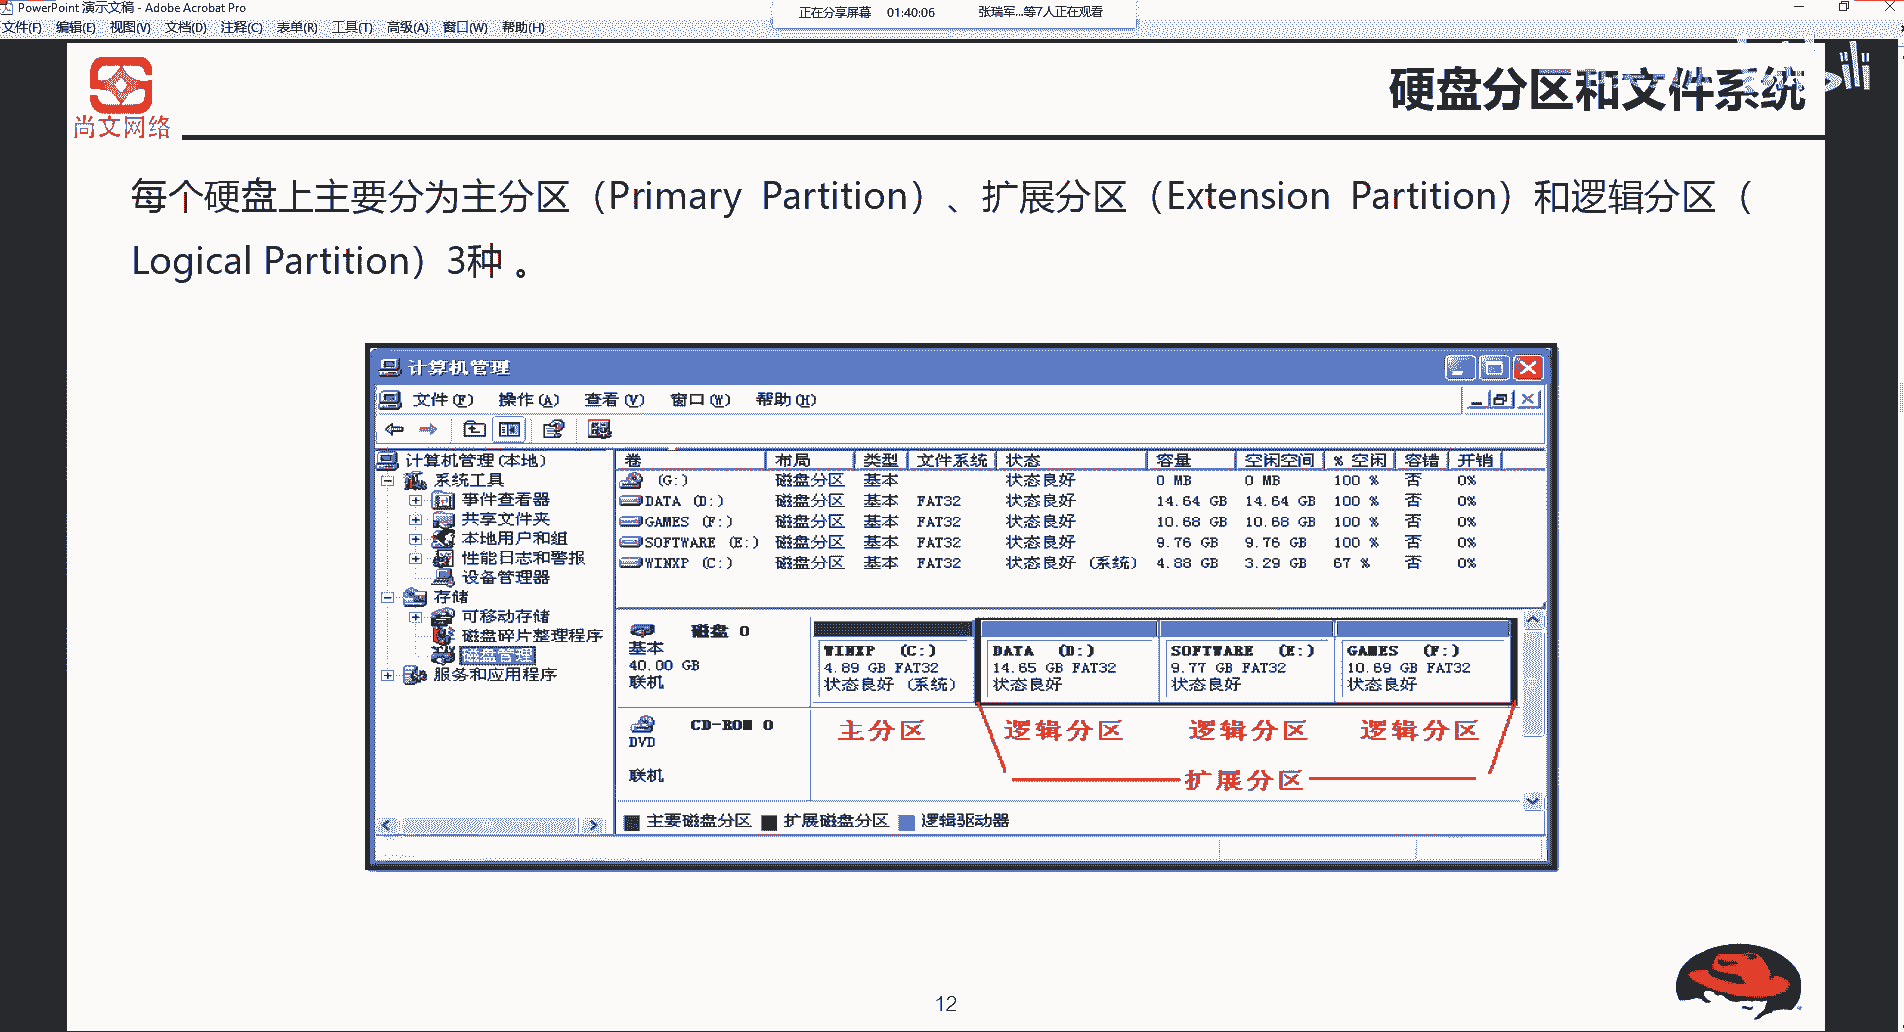 PowerPoint 演示文稿 - Adobe Acrobat Pro
正在分享屏幕 01:40:06 张瑞军...等7人正在观看
文件(F) 编辑(E) 视图(V) 文档(D) 注释(C) 表单(R) 工具(T) 高级(A) 窗口(W) 帮助(H)
尚文网络
硬盘分区和文件系统
每个硬盘上主要分为主分区（Primary Partition）、扩展分区（Extension Partition）和逻辑分区（
Logical Partition）3种 。
计算机管理
文件(F) 操作(A) 查看(V) 窗口(W) 帮助(H)
计算机管理(本地)
系统工具
事件查看器
共享文件夹
本地用户和组
性能日志和警报
设备管理器
存储
可移动存储
磁盘碎片整理程序
磁盘管理
服务和应用程序
卷 布局 类型 文件系统 状态 容量 空闲空间 % 空闲 容错 开销
(G:) 磁盘分区 基本 状态良好 0 MB 0 MB 100 % 否 0%
DATA (D:) 磁盘分区 基本 FAT32 状态良好 14.64 GB 14.64 GB 100 % 否 0%
GAMES (F:) 磁盘分区 基本 FAT32 状态良好 10.68 GB 10.68 GB 100 % 否 0%
SOFTWARE (E:) 磁盘分区 基本 FAT32 状态良好 9.76 GB 9.76 GB 100 % 否 0%
WINXP (C:) 磁盘分区 基本 FAT32 状态良好 (系统) 4.88 GB 3.29 GB 67 % 否 0%
磁盘 0
基本
40.00 GB
联机
WINXP (C:)
4.89 GB FAT32
状态良好 (系统)
DATA (D:)
14.65 GB FAT32
状态良好
SOFTWARE (E:)
9.77 GB FAT32
状态良好
GAMES (F:)
10.69 GB FAT32
状态良好
CD-ROM 0
DVD
联机
主分区 逻辑分区 逻辑分区 逻辑分区
扩展分区
主要磁盘分区 扩展磁盘分区 逻辑驱动器
12